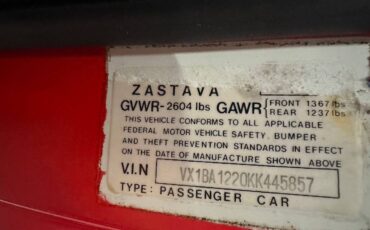 ZASTAVA
GVWR-2604 lbs GAWR { FRONT 1367 lbs
REAR 1237 lbs
THIS VEHICLE CONFORMS TO ALL APPLICABLE
FEDERAL MOTOR VEHICLE SAFETY. BUMPER
AND THEFT PREVENTION STANDARDS IN EFFECT
ON THE DATE OF MANUFACTURE SHOWN ABOVE
V.I.N VX1BA1220KK445857
TYPE: PASSENGER CAR